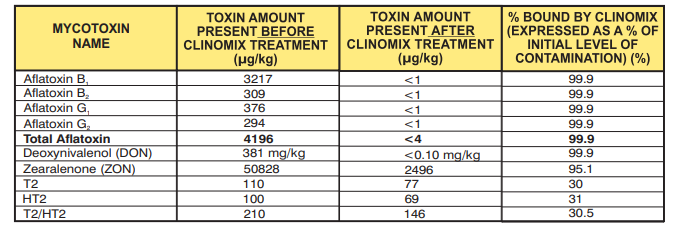 MYCOTOXIN NAME | TOXIN AMOUNT PRESENT BEFORE CLINOMIX TREATMENT (µg/kg) | TOXIN AMOUNT PRESENT AFTER CLINOMIX TREATMENT (µg/kg) | % BOUND BY CLINOMIX (EXPRESSED AS A % OF INITIAL LEVEL OF CONTAMINATION) (%)
Aflatoxin B₁ 3217 <1 99.9
Aflatoxin B₂ 309 <1 99.9
Aflatoxin G₁ 376 <1 99.9
Aflatoxin G₂ 294 <1 99.9
Total Aflatoxin 4196 <4 99.9
Deoxynivalenol (DON) 381 mg/kg <0.10 mg/kg 99.9
Zearalenone (ZON) 50828 2496 95.1
T2 110 77 30
HT2 100 69 31
T2/HT2 210 146 30.5